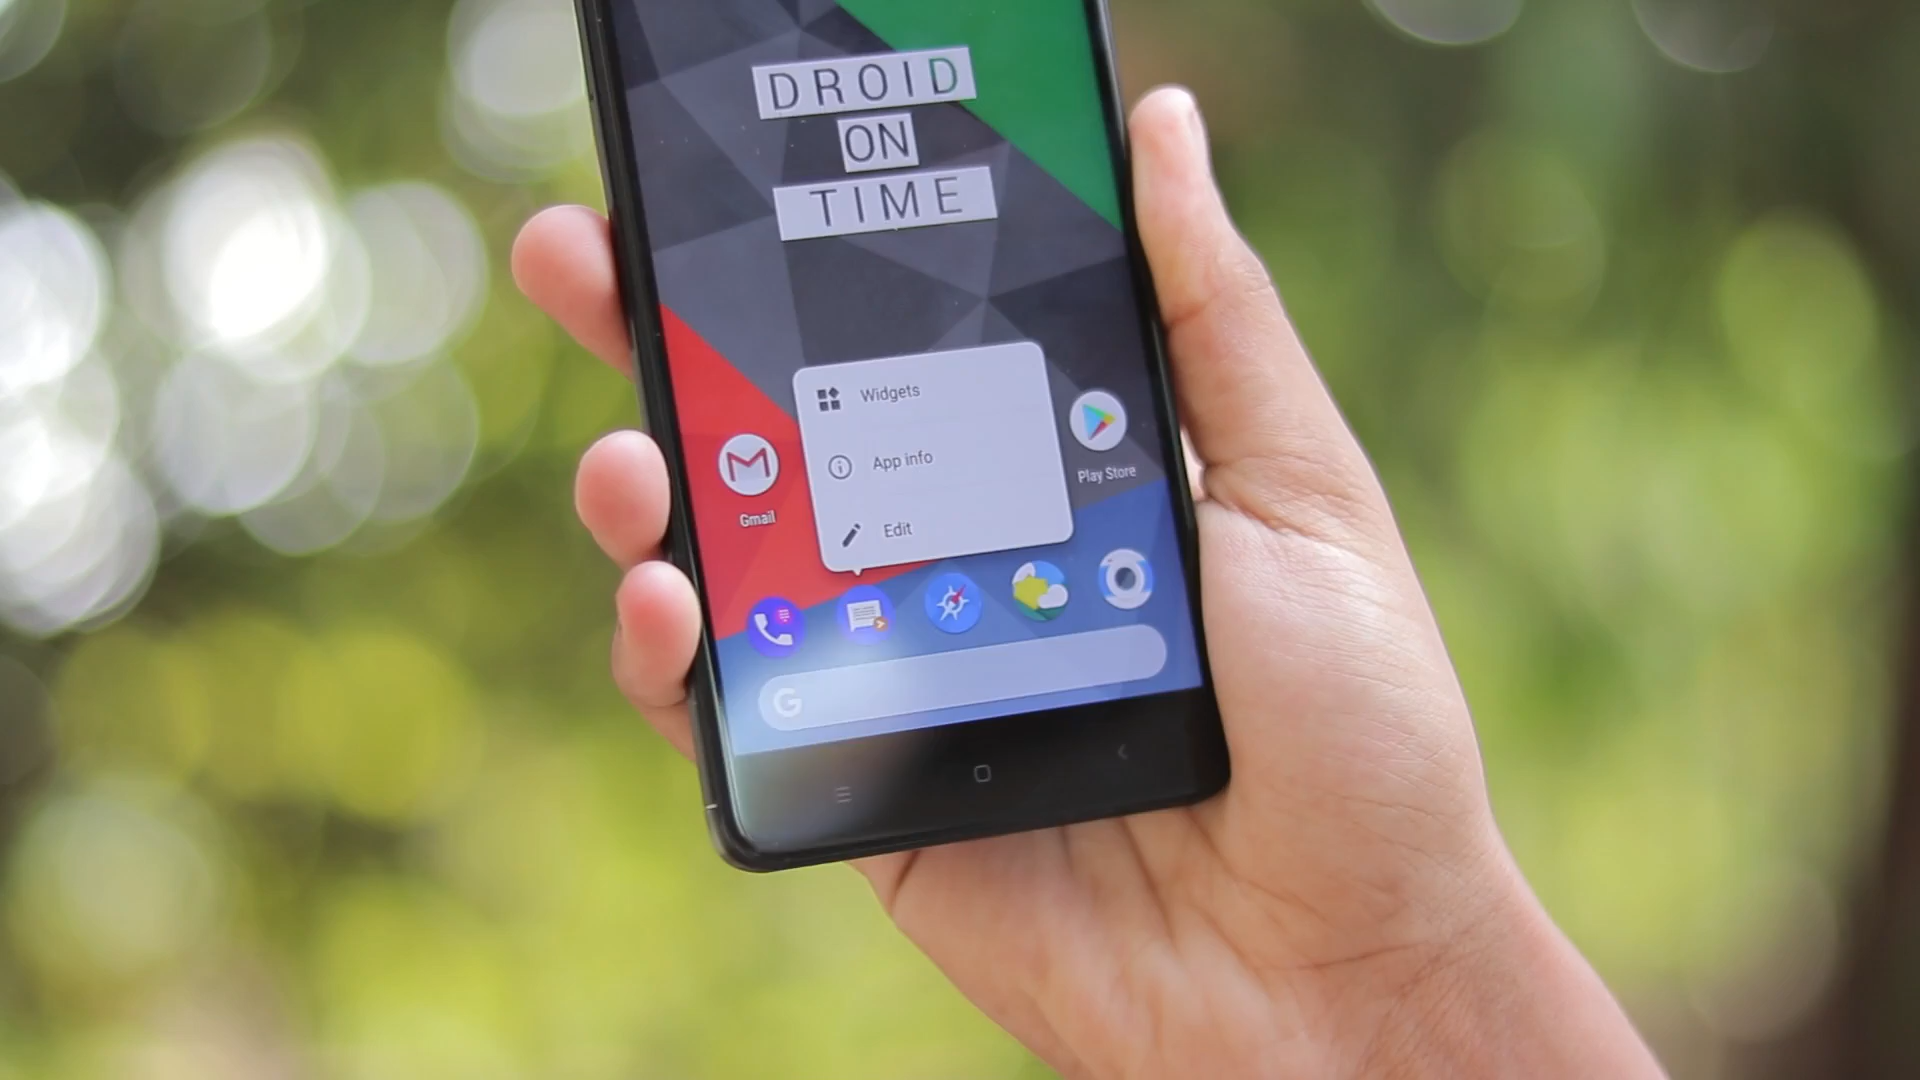 DROID
ON
TIME
Widgets
App info
Edit
Gmail
Play Store
G